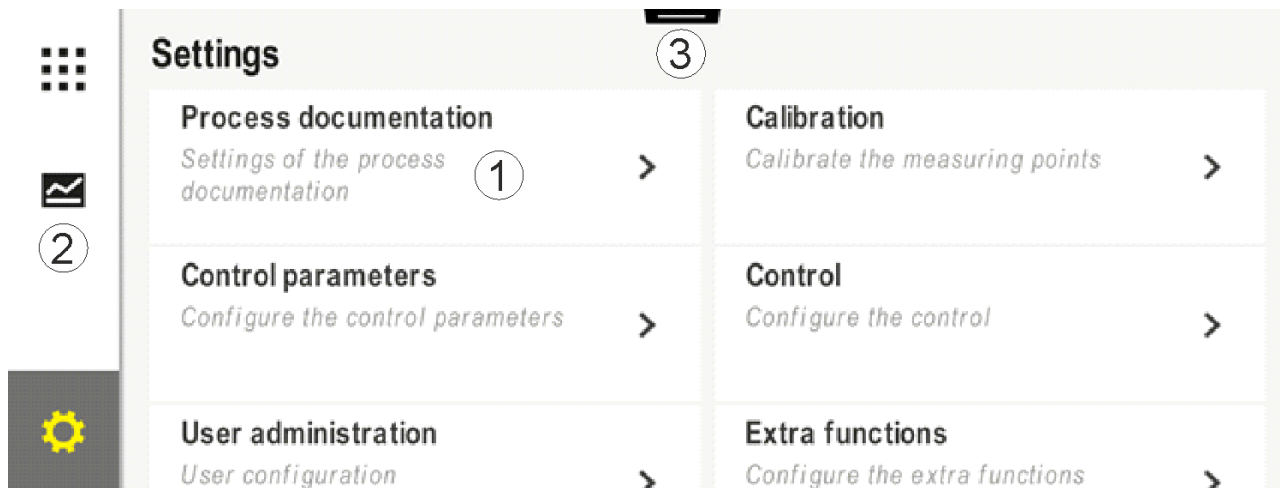 Settings
3
Process documentation
Settings of the process
documentation
1
Calibration
Calibrate the measuring points
2
Control parameters
Configure the control parameters
Control
Configure the control
User administration
User configuration
Extra functions
Configure the extra functions